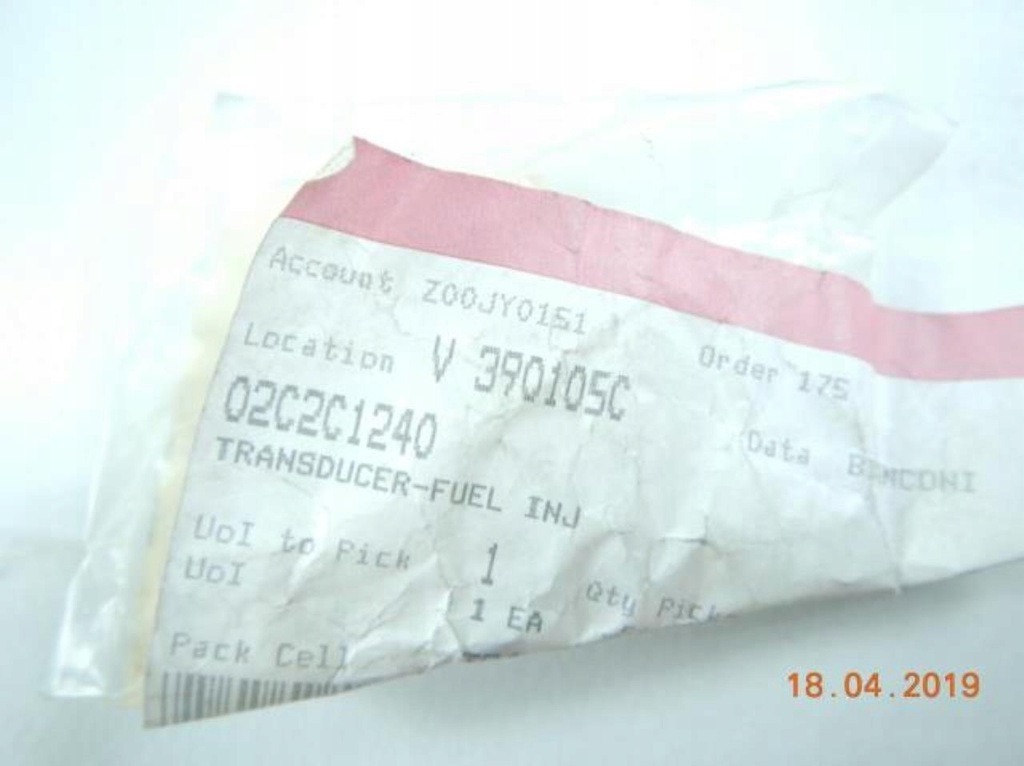 Account Z00JY0151
Order 175
Location V 390105C
Data
02C2C1240
TRANSDUCER-FUEL INJ
UoI to Pick 1
UoI 1 EA
Qty Pick
Pack Cell
18.04.2019